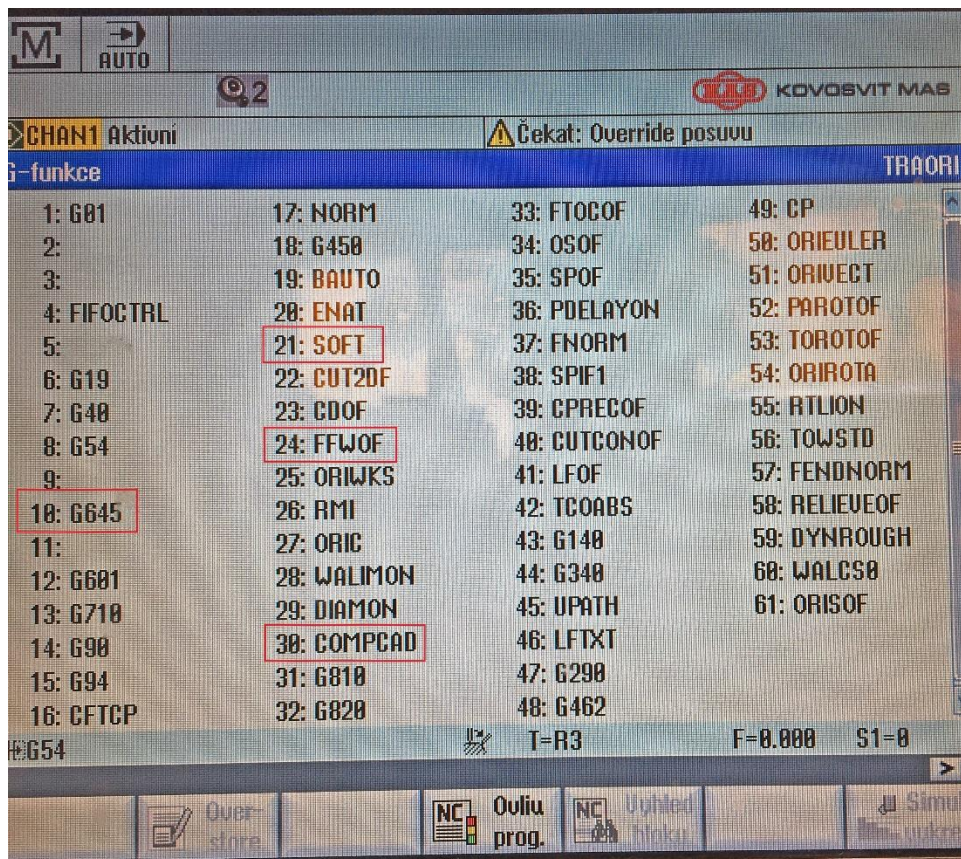 M
AUTO
2
KOVOSVIT MAS
CHAN1 Aktivní
Čekat: Override posuvu
G-funkce
TRAORI
1: G01
2:
3:
4: FIFOCTRL
5:
6: G19
7: G40
8: G54
9:
10: G645
11:
12: G601
13: G710
14: G90
15: G94
16: CFTCP
17: NORM
18: G450
19: BAUTO
20: ENAT
21: SOFT
22: CUT2DF
23: CDOF
24: FFWOF
25: ORIWKS
26: RMI
27: ORIC
28: WALIMON
29: DIAMON
30: COMPCAD
31: G810
32: G820
33: FTOCOF
34: OSOF
35: SPOF
36: PDELAYON
37: FNORM
38: SPIF1
39: CPRECOF
40: CUTCONOF
41: LFOF
42: TCOABS
43: G140
44: G340
45: UPATH
46: LFTXT
47: G290
48: G462
49: CP
50: ORIEULER
51: ORIVECT
52: PAROTOF
53: TOROTOF
54: ORIROTA
55: RTLION
56: TOWSTD
57: FENDNORM
58: RELIEVEOF
59: DYNROUGH
60: WALCS0
61: ORISOF
G54
T=R3
F=0.000
S1=0
Over-
store
NC
Ovliv
prog.
NC
Vyhled
bloku
Simul